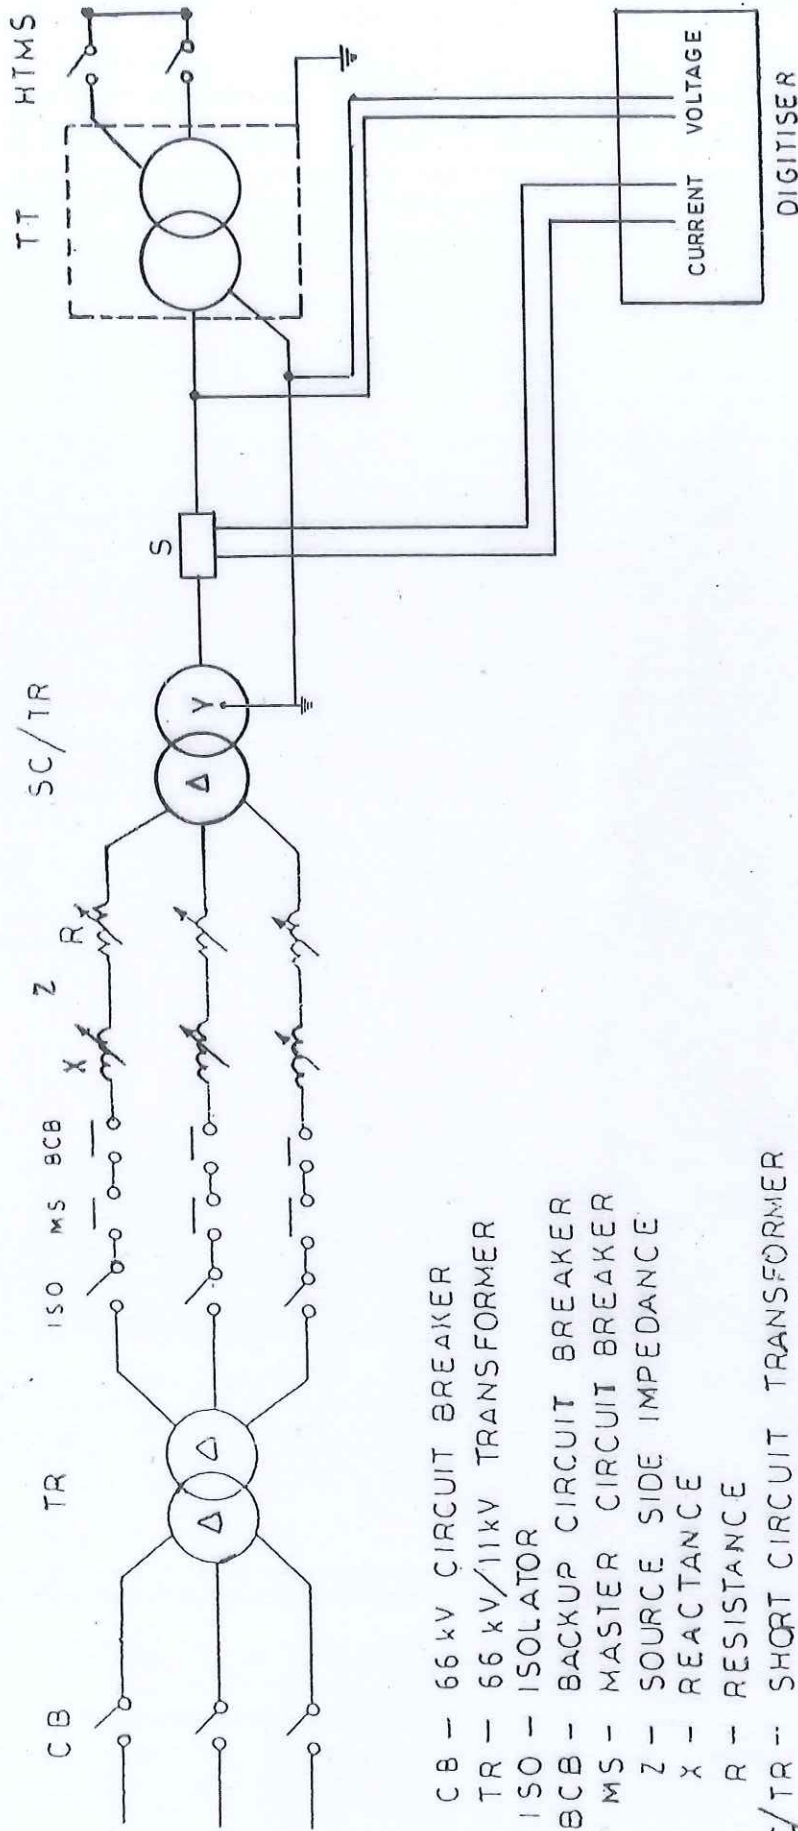 CB
TR
ISO MS BCB
X Z R
SC/TR
S
TT
HTMS
Δ Δ
Δ Y
CURRENT VOLTAGE
DIGITISER
CB - 66 kV CIRCUIT BREAKER
TR - 66 kV/11kV TRANSFORMER
ISO - ISOLATOR
BCB - BACKUP CIRCUIT BREAKER
MS - MASTER CIRCUIT BREAKER
Z - SOURCE SIDE IMPEDANCE
X - REACTANCE
R - RESISTANCE
/TR -- SHORT CIRCUIT TRANSFORMER